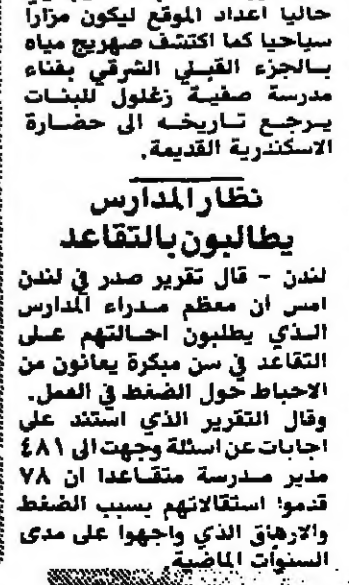 حاليا اعداد الموقع ليكون مزارا
سياحيا كما اكتشف صهريج مياه
بالجزء القبلي الشرقي بفناء
مدرسة صفية زغلول للبنات
يرجع تاريخه الى حضارة
الاسكندرية القديمة.
نظار المدارس
يطالبون بالتقاعد
لندن - قال تقرير صدر في لندن
امس ان معظم مدراء المدارس
الذي يطلبون احالتهم على
التقاعد في سن مبكرة يعانون من
الاحباط حول الضغط في العمل.
وقال التقرير الذي استند على
اجابات عن اسئلة وجهت الى ٤٨١
مدير مدرسة متقاعدا ان ٧٨
قدموا استقالاتهم بسبب الضغط
والارهاق الذي واجهوا على مدى
السنوات الماضية.